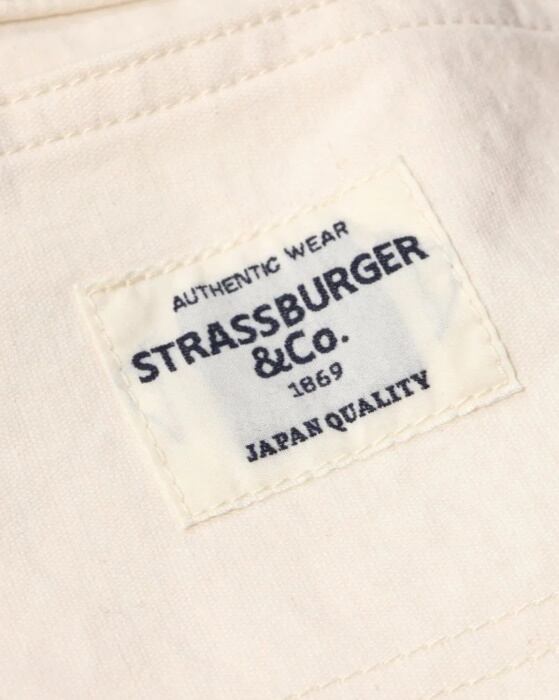 AUTHENTIC WEAR
STRASSBURGER
&Co.
1869
JAPAN QUALITY